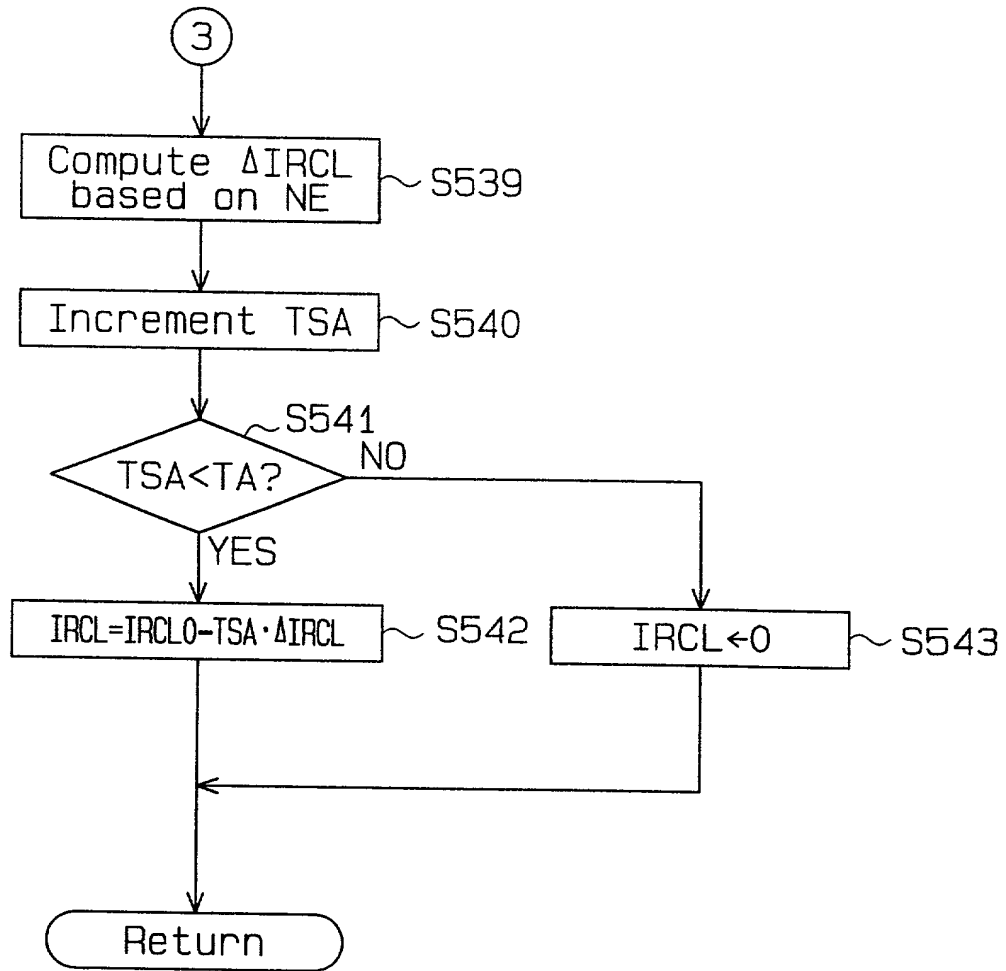 3
Compute ΔIRCL
based on NE
S539
Increment TSA
S540
S541
TSA<TA?
NO
YES
IRCL=IRCL0-TSA·ΔIRCL
S542
IRCL←0
S543
Return